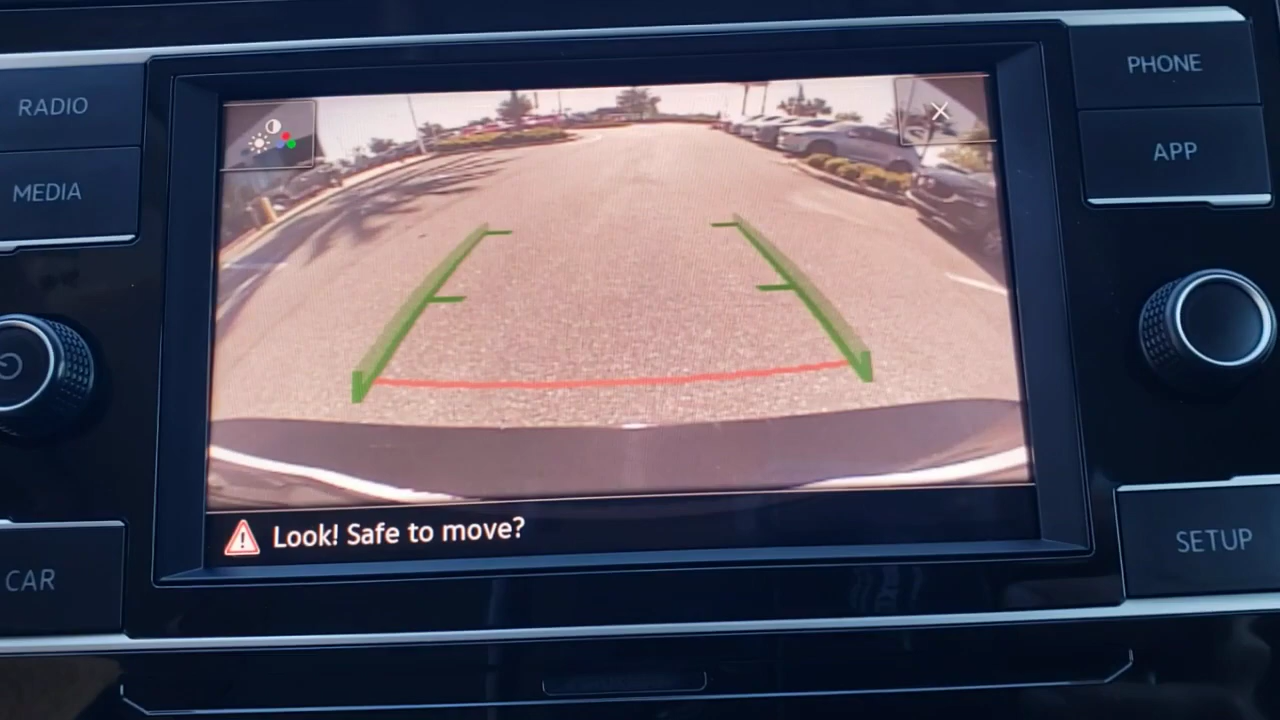 RADIO
MEDIA
CAR
Look! Safe to move?
PHONE
APP
SETUP